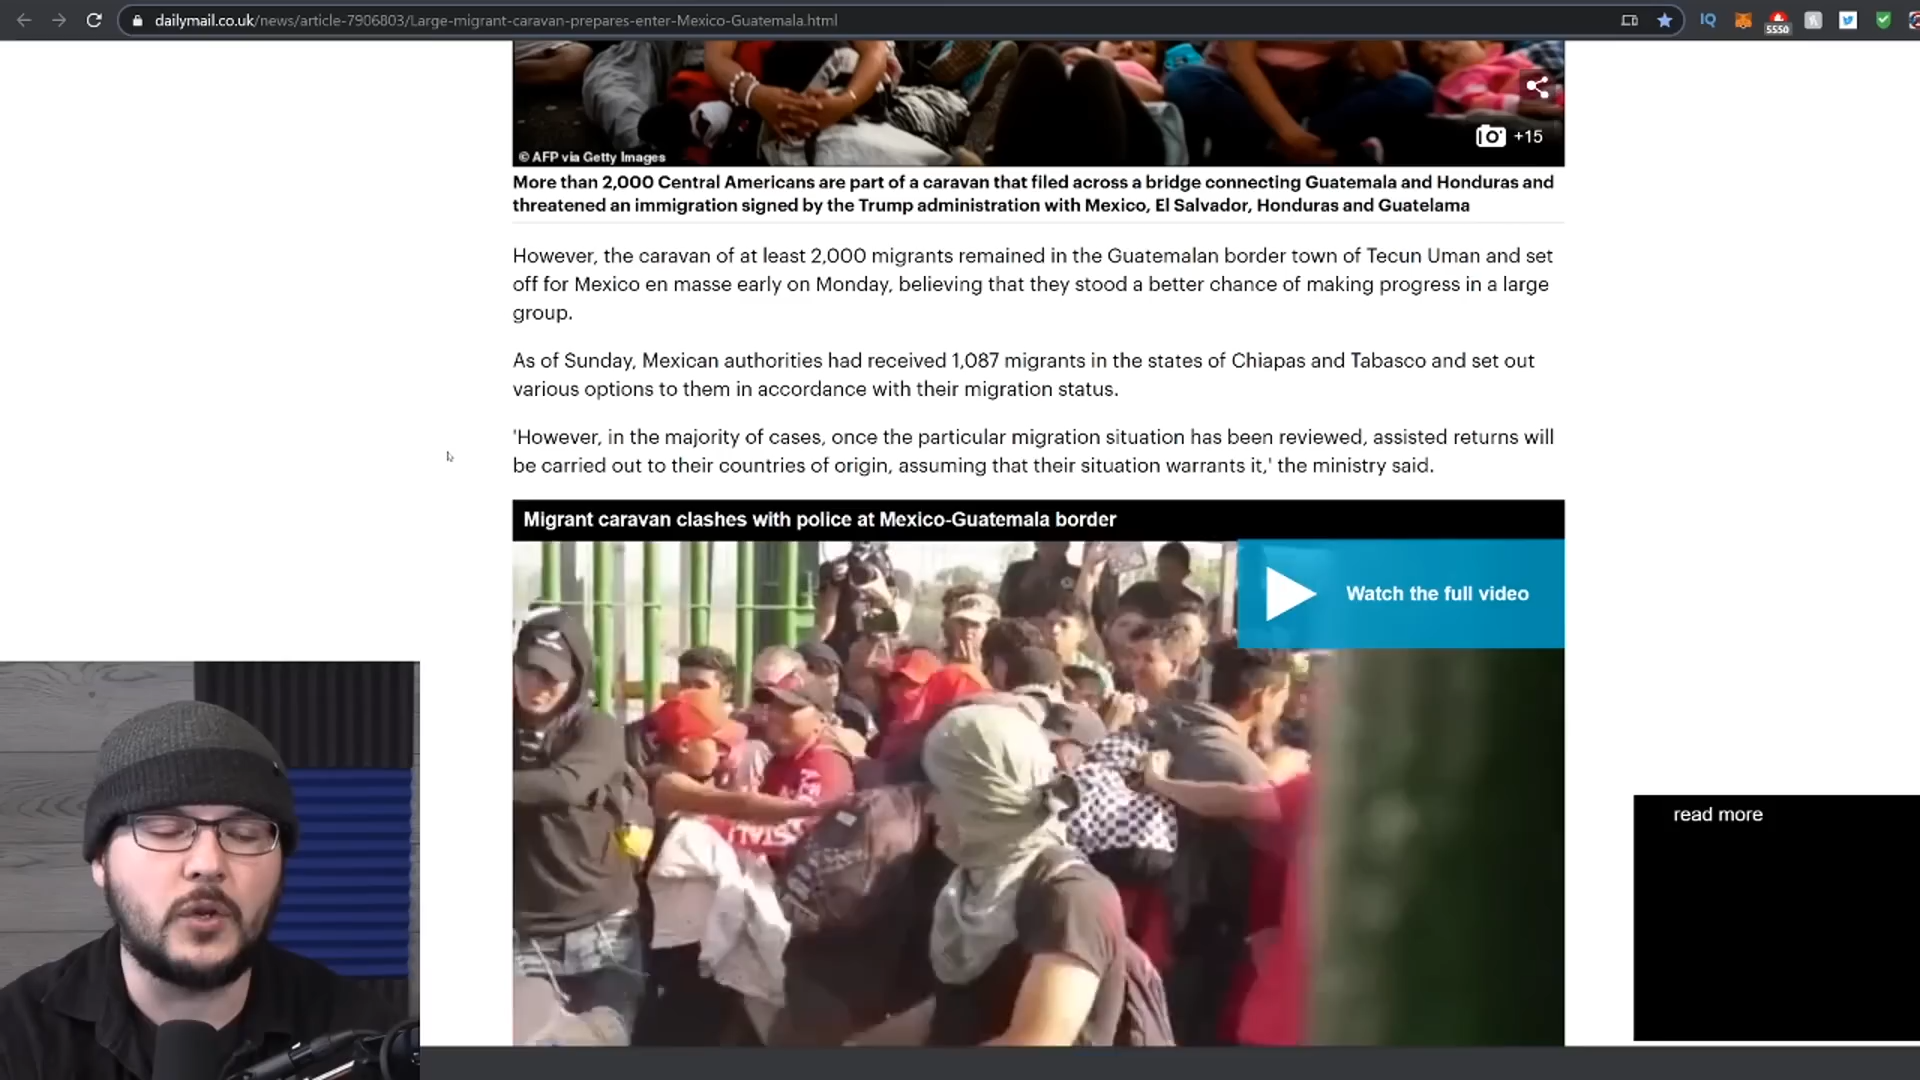 dailymail.co.uk/news/article-7906803/Large-migrant-caravan-prepares-enter-Mexico-Guatemala.html
IQ
5550
+15
© AFP via Getty Images
More than 2,000 Central Americans are part of a caravan that filed across a bridge connecting Guatemala and Honduras and
threatened an immigration signed by the Trump administration with Mexico, El Salvador, Honduras and Guatelama
However, the caravan of at least 2,000 migrants remained in the Guatemalan border town of Tecun Uman and set
off for Mexico en masse early on Monday, believing that they stood a better chance of making progress in a large
group.
As of Sunday, Mexican authorities had received 1,087 migrants in the states of Chiapas and Tabasco and set out
various options to them in accordance with their migration status.
'However, in the majority of cases, once the particular migration situation has been reviewed, assisted returns will
be carried out to their countries of origin, assuming that their situation warrants it,' the ministry said.
Migrant caravan clashes with police at Mexico-Guatemala border
Watch the full video
read more